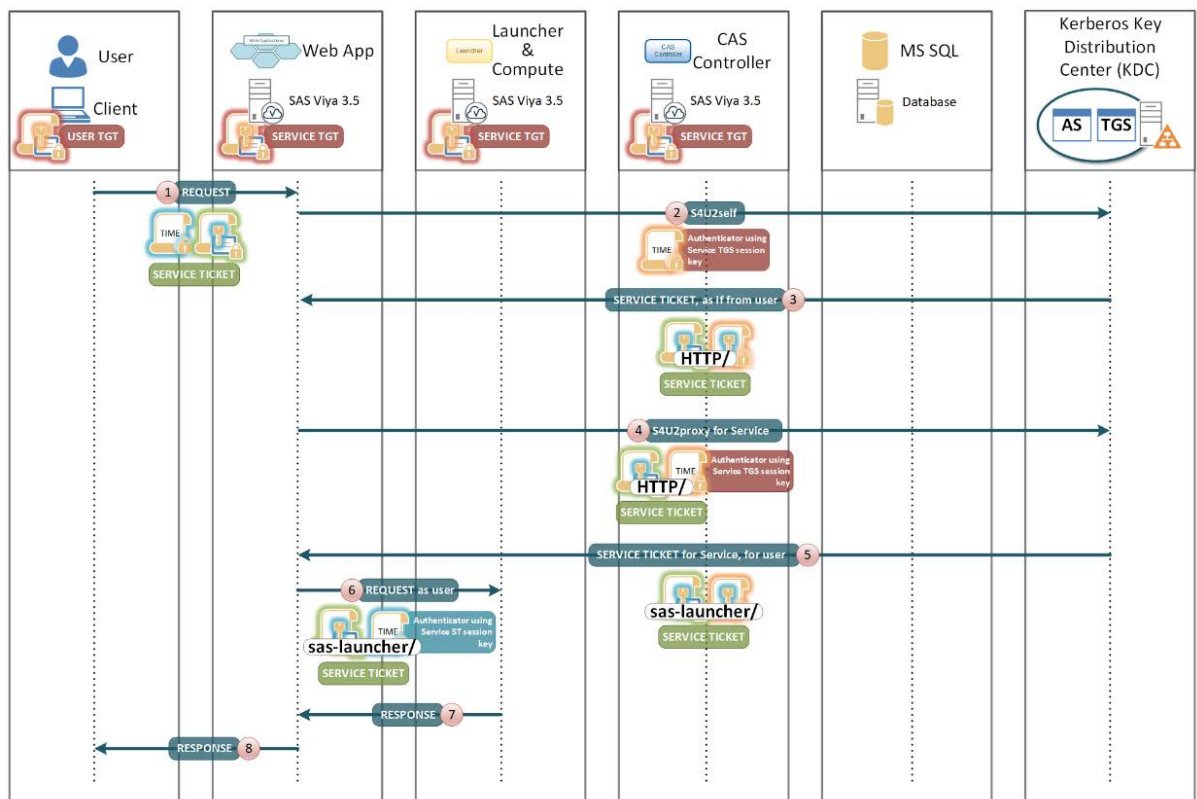 User
Client
USER TGT
Web Applications
Web App
SAS Viya 3.5
SERVICE TGT
Launcher
Launcher
& Compute
SAS Viya 3.5
SERVICE TGT
CAS
Controller
CAS
Controller
SAS Viya 3.5
SERVICE TGT
MS SQL
Database
Kerberos Key
Distribution
Center (KDC)
AS TGS
1 REQUEST
TIME
SERVICE TICKET
2 S4U2self
TIME
Authenticator using
Service TGS session
key
SERVICE TICKET, as if from user 3
HTTP/
SERVICE TICKET
4 S4U2proxy for Service
TIME
HTTP/
Authenticator using
Service TGS session
key
SERVICE TICKET
SERVICE TICKET for Service, for user 5
sas-launcher/
SERVICE TICKET
6 REQUEST as user
TIME
Authenticator using
Service ST session
key
sas-launcher/
SERVICE TICKET
RESPONSE 7
RESPONSE 8